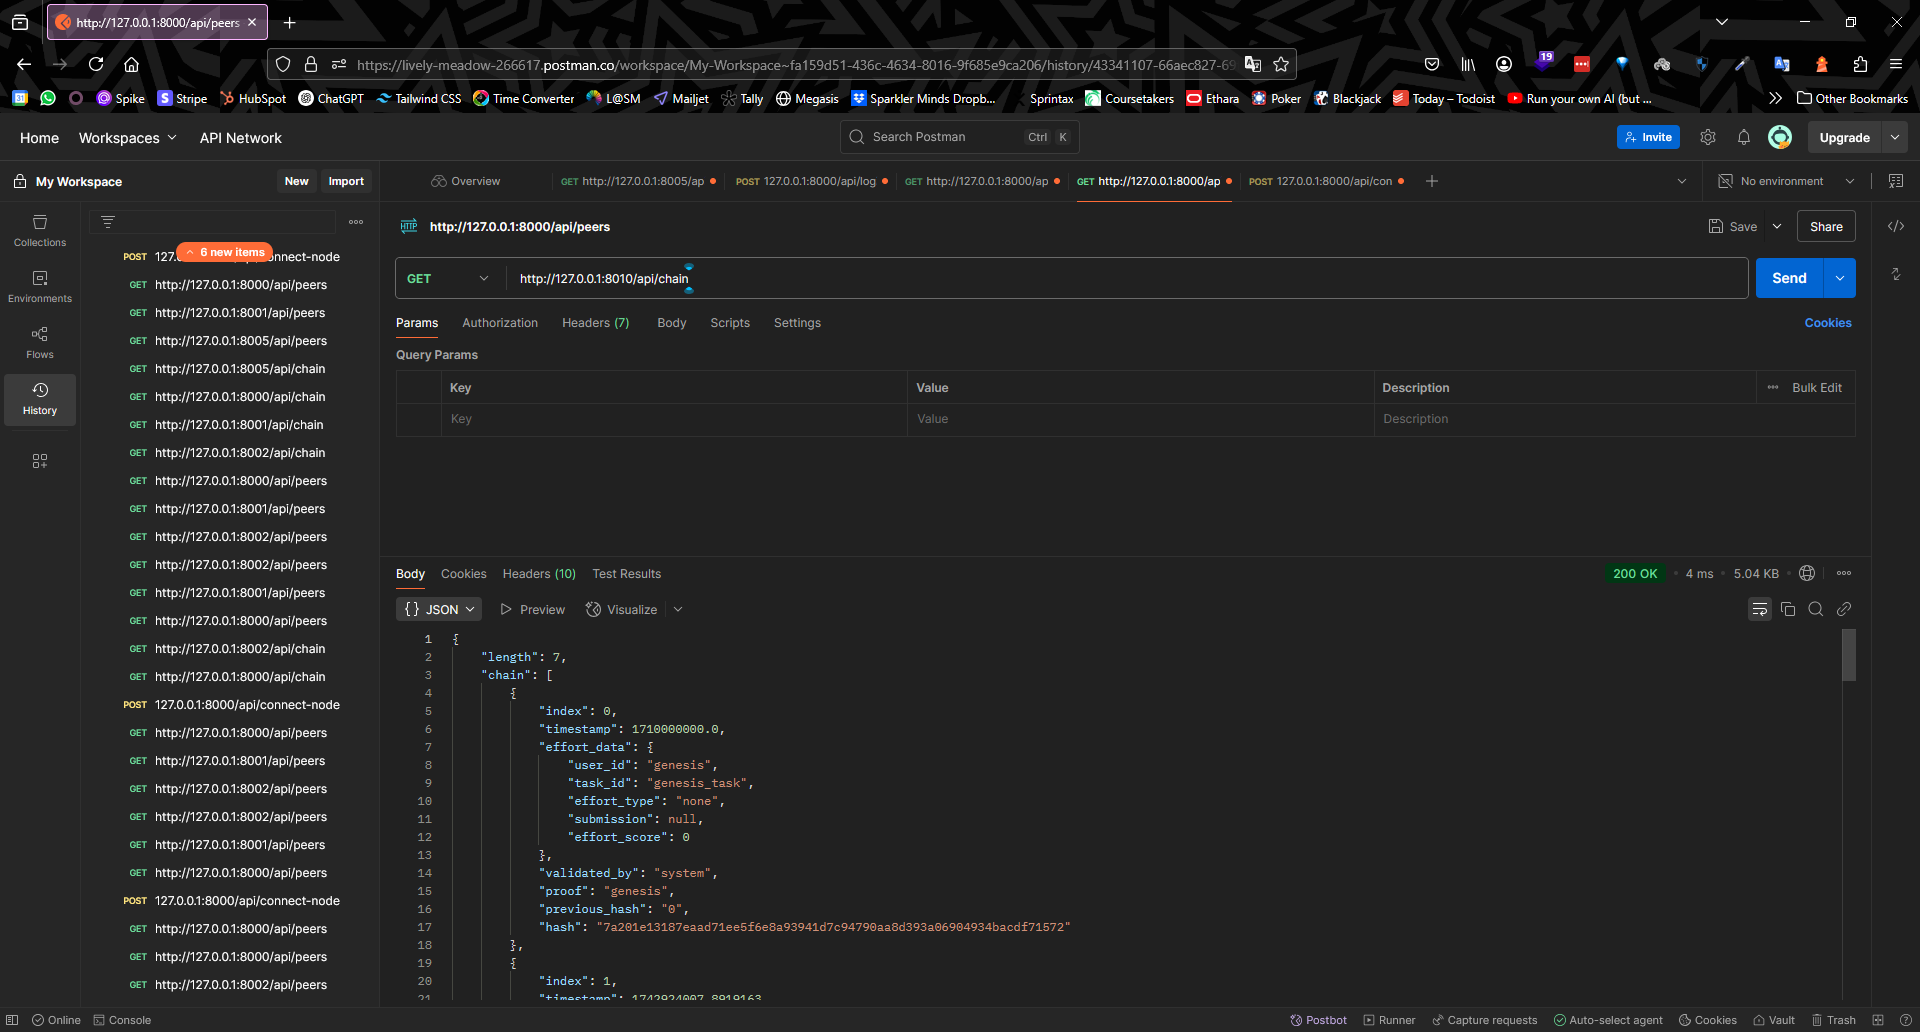 http://127.0.0.1:8000/api/peers
https://lively-meadow-266617.postman.co/workspace/My-Workspace~fa159d51-436c-4634-8016-9f685e9ca206/history/43341107-66aec827-69
19
Spike Stripe HubSpot ChatGPT Tailwind CSS Time Converter L@SM Mailjet Tally Megasis Sparkler Minds Dropb... Sprintax Coursetakers Ethara Poker Blackjack Today – Todoist Run your own AI (but ... Other Bookmarks
Home Workspaces API Network Search Postman Ctrl K Invite Upgrade
My Workspace New Import Overview GET http://127.0.0.1:8005/ap POST 127.0.0.1:8000/api/log GET http://127.0.0.1:8000/ap GET http://127.0.0.1:8000/ap POST 127.0.0.1:8000/api/con No environment
Collections
Environments
Flows
History
6 new items
POST 127. onnect-node
GET http://127.0.0.1:8000/api/peers
GET http://127.0.0.1:8001/api/peers
GET http://127.0.0.1:8005/api/peers
GET http://127.0.0.1:8005/api/chain
GET http://127.0.0.1:8000/api/chain
GET http://127.0.0.1:8001/api/chain
GET http://127.0.0.1:8002/api/chain
GET http://127.0.0.1:8000/api/peers
GET http://127.0.0.1:8001/api/peers
GET http://127.0.0.1:8002/api/peers
GET http://127.0.0.1:8002/api/peers
GET http://127.0.0.1:8001/api/peers
GET http://127.0.0.1:8000/api/peers
GET http://127.0.0.1:8002/api/chain
GET http://127.0.0.1:8000/api/chain
POST 127.0.0.1:8000/api/connect-node
GET http://127.0.0.1:8000/api/peers
GET http://127.0.0.1:8001/api/peers
GET http://127.0.0.1:8002/api/peers
GET http://127.0.0.1:8002/api/peers
GET http://127.0.0.1:8001/api/peers
GET http://127.0.0.1:8000/api/peers
POST 127.0.0.1:8000/api/connect-node
GET http://127.0.0.1:8000/api/peers
GET http://127.0.0.1:8000/api/peers
GET http://127.0.0.1:8002/api/peers
HTTP http://127.0.0.1:8000/api/peers Save Share
GET http://127.0.0.1:8010/api/chain Send
Params Authorization Headers (7) Body Scripts Settings Cookies
Query Params
Key Value Description Bulk Edit
Key Value Description
Body Cookies Headers (10) Test Results 200 OK 4 ms 5.04 KB
{} JSON Preview Visualize
1 {
2 "length": 7,
3 "chain": [
4 {
5 "index": 0,
6 "timestamp": 1710000000.0,
7 "effort_data": {
8 "user_id": "genesis",
9 "task_id": "genesis_task",
10 "effort_type": "none",
11 "submission": null,
12 "effort_score": 0
13 },
14 "validated_by": "system",
15 "proof": "genesis",
16 "previous_hash": "0",
17 "hash": "7a201e13187eaad71ee5f6e8a93941d7c94790aa8d393a06904934bacdf71572"
18 },
19 {
20 "index": 1,
21 "timestamp": 1742924007.8919163
Online Console Postbot Runner Capture requests Auto-select agent Cookies Vault Trash